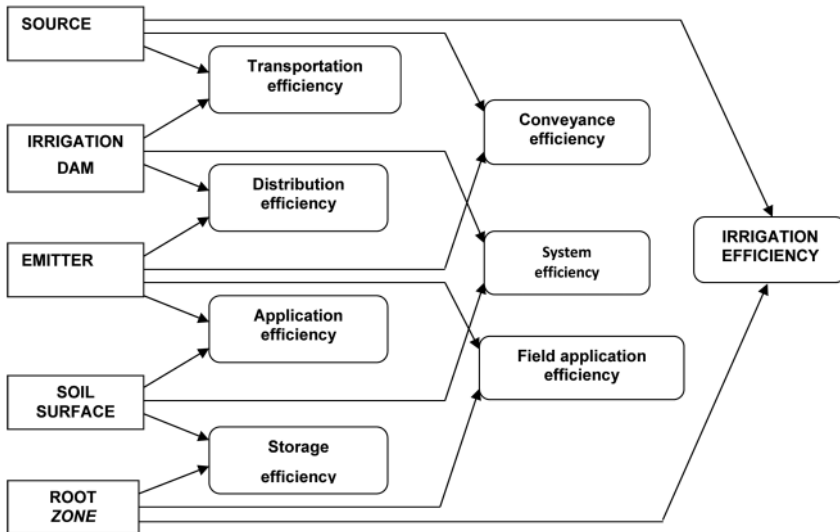 SOURCE
Transportation
efficiency
Conveyance
efficiency
IRRIGATION
DAM
Distribution
efficiency
IRRIGATION
EFFICIENCY
EMITTER
System
efficiency
Application
efficiency
Field application
efficiency
SOIL
SURFACE
Storage
efficiency
ROOT
ZONE